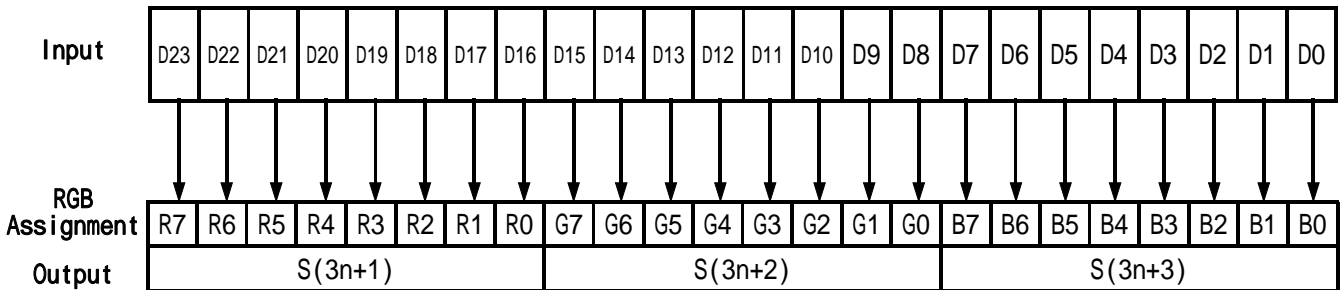 Input D23 D22 D21 D20 D19 D18 D17 D16 D15 D14 D13 D12 D11 D10 D9 D8 D7 D6 D5 D4 D3 D2 D1 D0
RGB
Assignment R7 R6 R5 R4 R3 R2 R1 R0 G7 G6 G5 G4 G3 G2 G1 G0 B7 B6 B5 B4 B3 B2 B1 B0
Output S(3n+1) S(3n+2) S(3n+3)